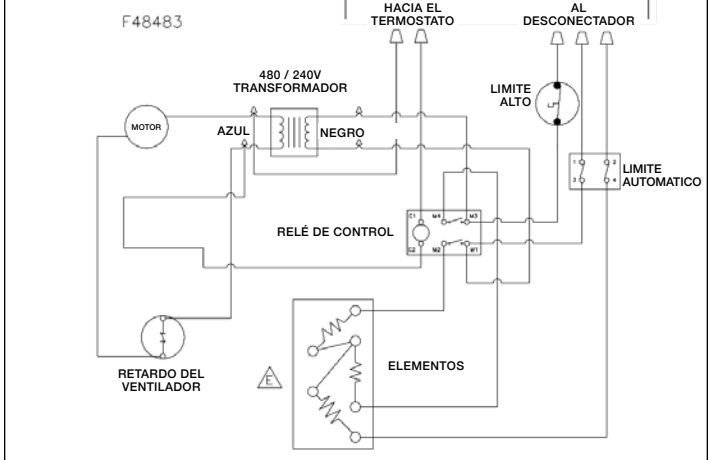 HACIA EL
TERMOSTATO
AL
DESCONECTADOR
F48483
480 / 240V
TRANSFORMADOR
LIMITE
ALTO
MOTOR
AZUL
NEGRO
1 2
3 4
LIMITE
AUTOMATICO
C1 M4 M3
RELÉ DE CONTROL
C2 M2 M1
ELEMENTOS
E
RETARDO DEL
VENTILADOR